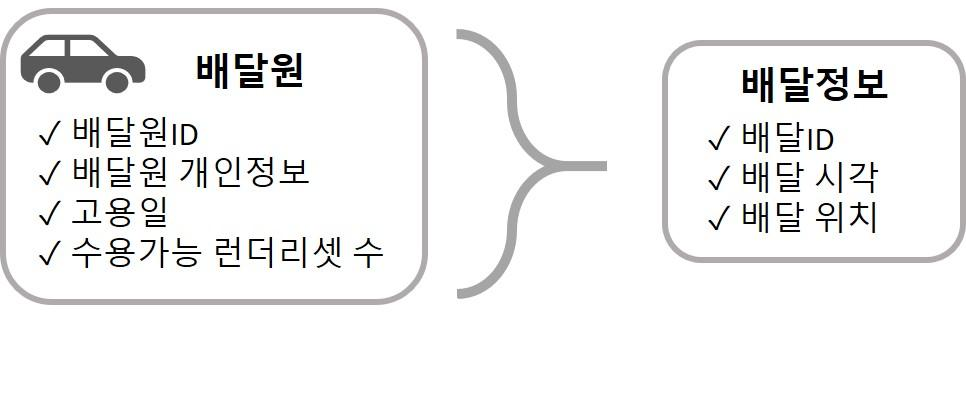 배달원
✓ 배달원ID
✓ 배달원 개인정보
✓ 고용일
✓ 수용가능 런더리셋 수
배달정보
✓ 배달ID
✓ 배달 시각
✓ 배달 위치